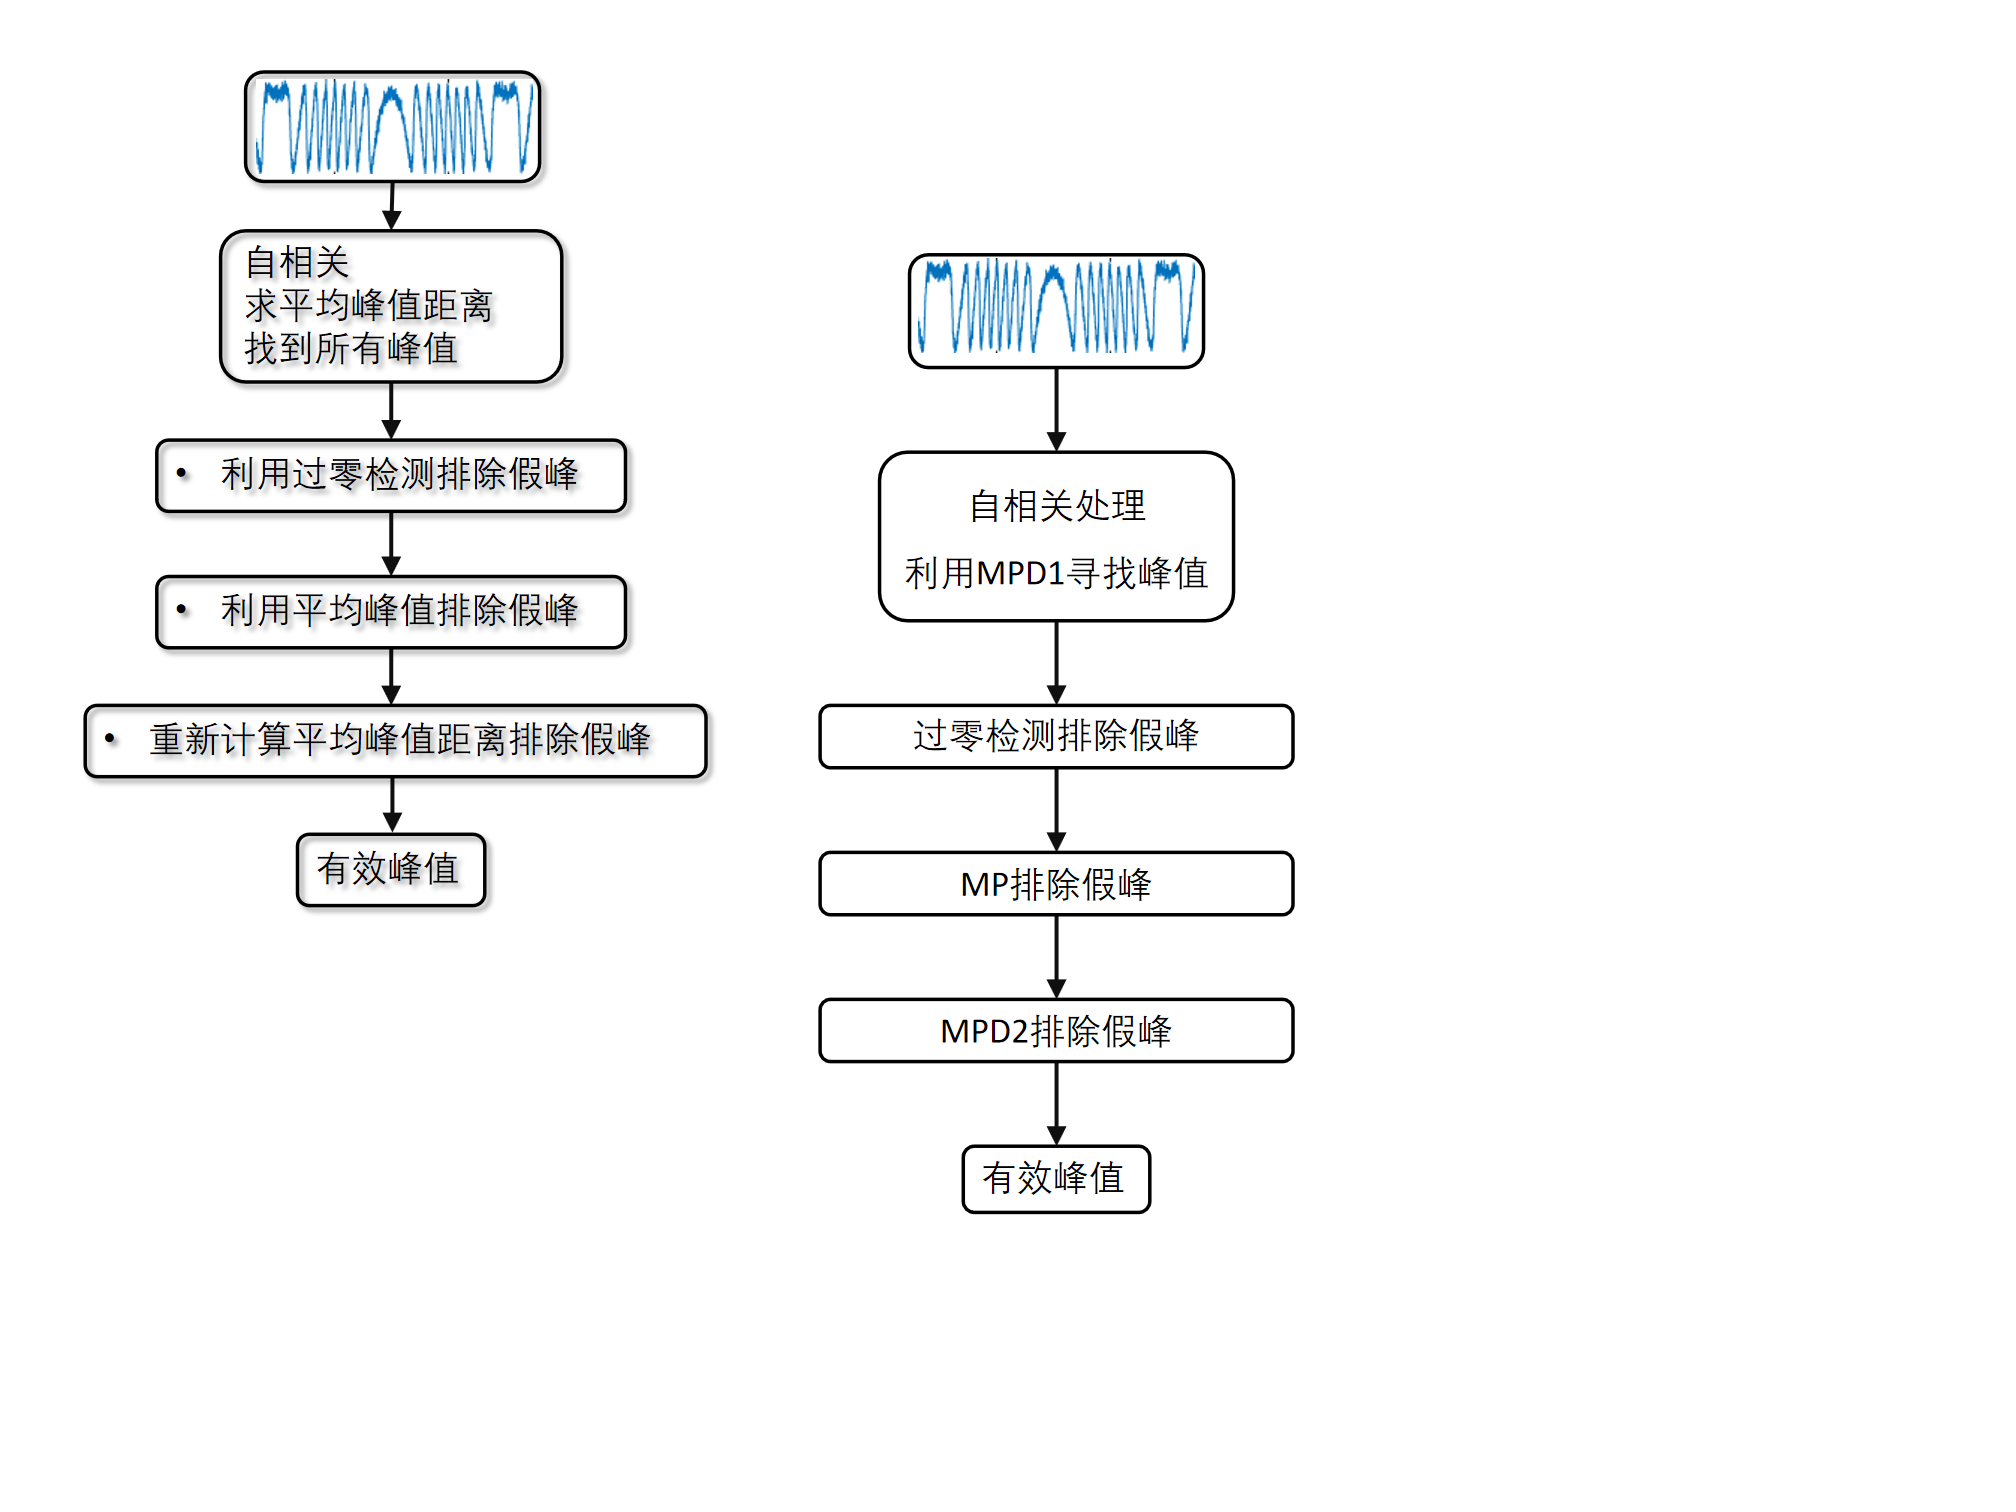 自相关
求平均峰值距离
找到所有峰值
• 利用过零检测排除假峰
• 利用平均峰值排除假峰
• 重新计算平均峰值距离排除假峰
有效峰值
自相关处理
利用MPD1寻找峰值
过零检测排除假峰
MP排除假峰
MPD2排除假峰
有效峰值